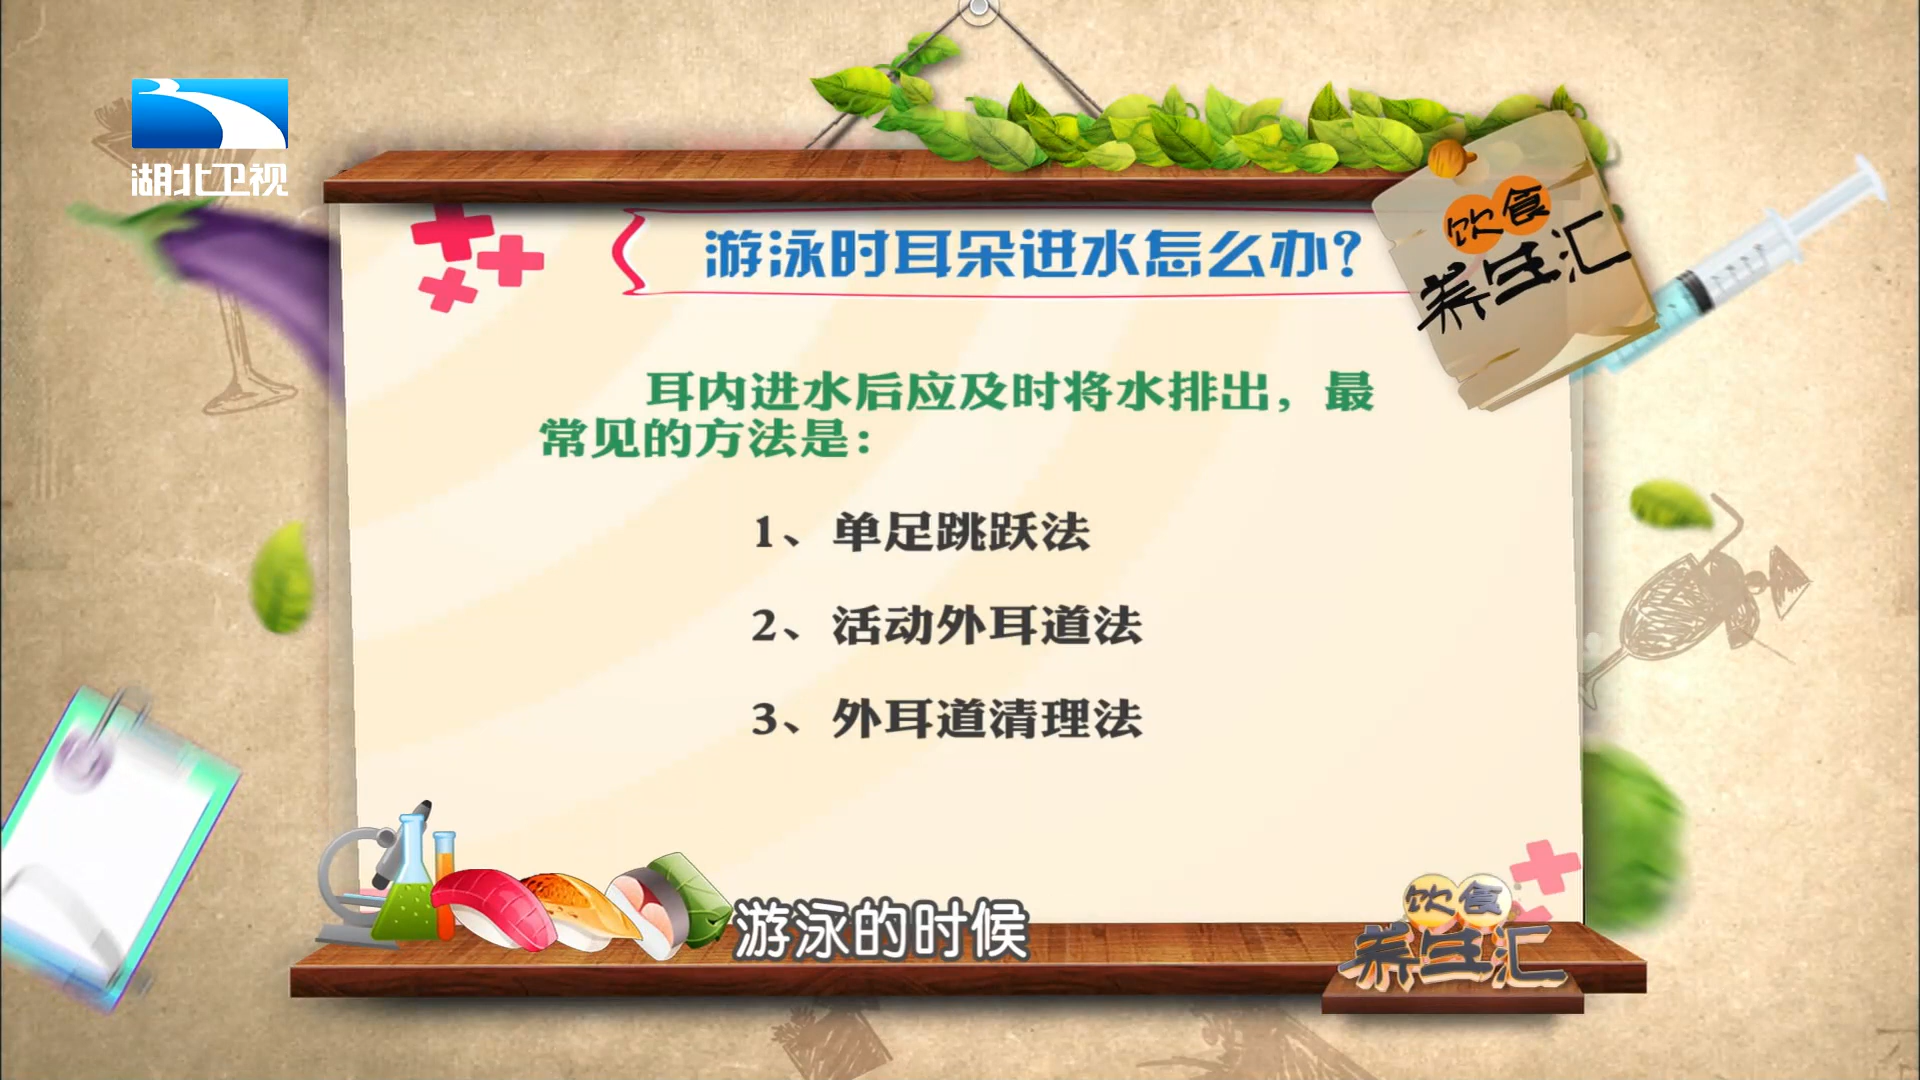 湖北卫视
游泳时耳朵进水怎么办?
饮食
养生汇
耳内进水后应及时将水排出，最
常见的方法是：
1、单足跳跃法
2、活动外耳道法
3、外耳道清理法
游泳的时候
饮食
养生汇